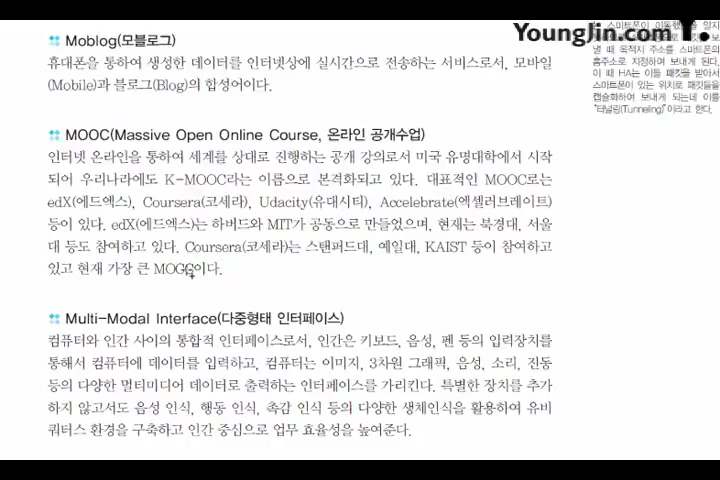 YoungJin.com Y.
Moblog(모블로그)
휴대폰을 통하여 생성한 데이터를 인터넷상에 실시간으로 전송하는 서비스로서, 모바일
(Mobile)과 블로그(Blog)의 합성어이다.
MOOC(Massive Open Online Course, 온라인 공개수업)
인터넷 온라인을 통하여 세계를 상대로 진행하는 공개 강의로서 미국 유명대학에서 시작
되어 우리나라에도 K-MOOC라는 이름으로 본격화되고 있다. 대표적인 MOOC로는
edX(에드엑스), Coursera(코세라), Udacity(유대시티), Accelebrate(엑셀러브레이트)
등이 있다. edX(에드엑스)는 하버드와 MIT가 공동으로 만들었으며, 현재는 북경대, 서울
대 등도 참여하고 있다. Coursera(코세라)는 스탠퍼드대, 예일대, KAIST 등이 참여하고
있고 현재 가장 큰 이다.
Multi-Modal Interface(다중형태 인터페이스)
컴퓨터와 인간 사이의 통합적 인터페이스로서, 인간은 키보드, 음성, 펜 등의 입력장치를
통해서 컴퓨터에 데이터를 입력하고, 컴퓨터는 이미지, 3차원 그래픽, 음성, 소리, 진동
등의 다양한 멀티미디어 데이터로 출력하는 인터페이스를 가리킨다. 특별한 장치를 추가
하지 않고서도 음성 인식, 행동 인식, 촉감 인식 등의 다양한 생체인식을 활용하여 유비
쿼터스 환경을 구축하고 인간 중심으로 업무 효율성을 높여준다.
스마트폰이 알지
보
낼 때 목적지 주소를 스마트폰의
홈주소로 지정하여 보내게 된다.
이 때 HA는 이들 패킷을 받아서
스마트폰이 있는 위치로 패킷들을
캡슐화하여 보내게 되는데 이를
"터널링(Tunneling)"이라고 한다.